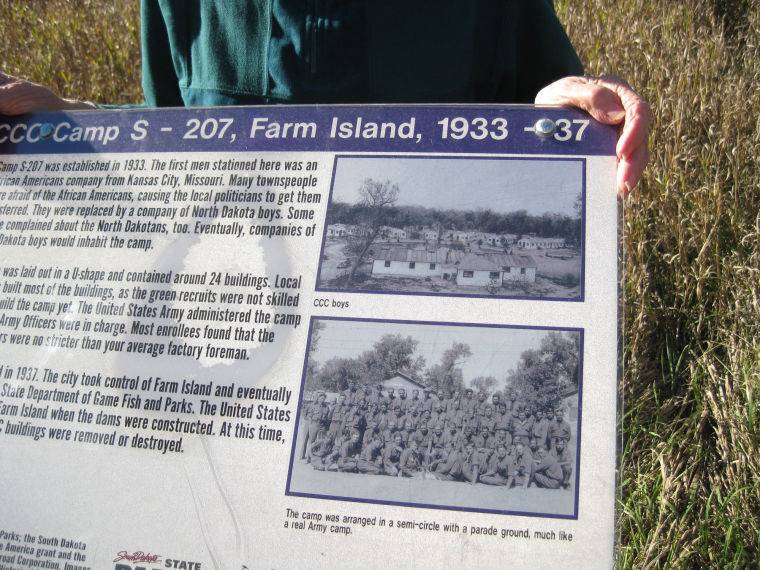 CCC Camp S - 207, Farm Island, 1933 - 37
Camp S-207 was established in 1933. The first men stationed here was an
rican Americans company from Kansas City, Missouri. Many townspeople
re afraid of the African Americans, causing the local politicians to get them
sferred. They were replaced by a company of North Dakota boys. Some
e complained about the North Dakotans, too. Eventually, companies of
Dakota boys would inhabit the camp.
was laid out in a U-shape and contained around 24 buildings. Local
built most of the buildings, as the green recruits were not skilled
uild the camp yet. The United States Army administered the camp
Army Officers were in charge. Most enrollees found that the
rs were no stricter than your average factory foreman.
d in 1937. The city took control of Farm Island and eventually
State Department of Game Fish and Parks. The United States
Farm Island when the dams were constructed. At this time,
C buildings were removed or destroyed.
CCC boys
The camp was arranged in a semi-circle with a parade ground, much like
a real Army camp.
Parks; the South Dakota
e America grant and the
road Corporation. Images
South Dakota
STATE